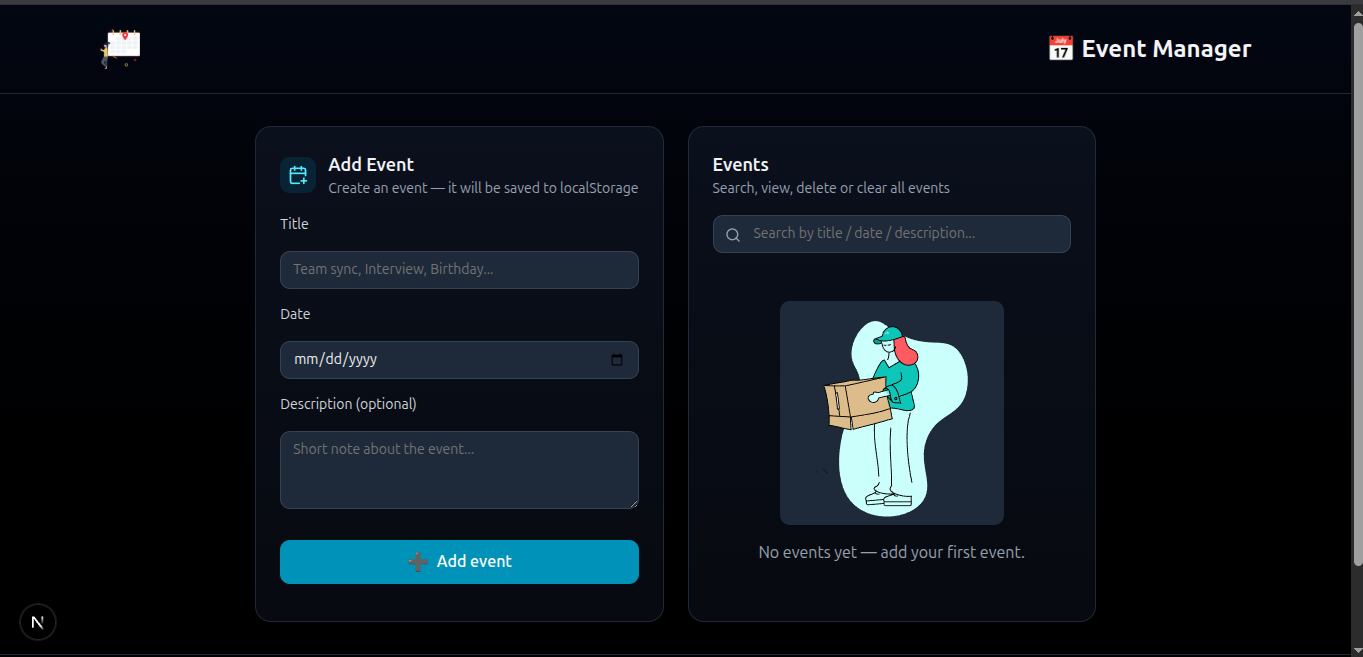 July
17
Event Manager
Add Event
Create an event — it will be saved to localStorage
Title
Team sync, Interview, Birthday...
Date
mm/dd/yyyy
Description (optional)
Short note about the event...
➕ Add event
Events
Search, view, delete or clear all events
Search by title / date / description...
No events yet — add your first event.
N